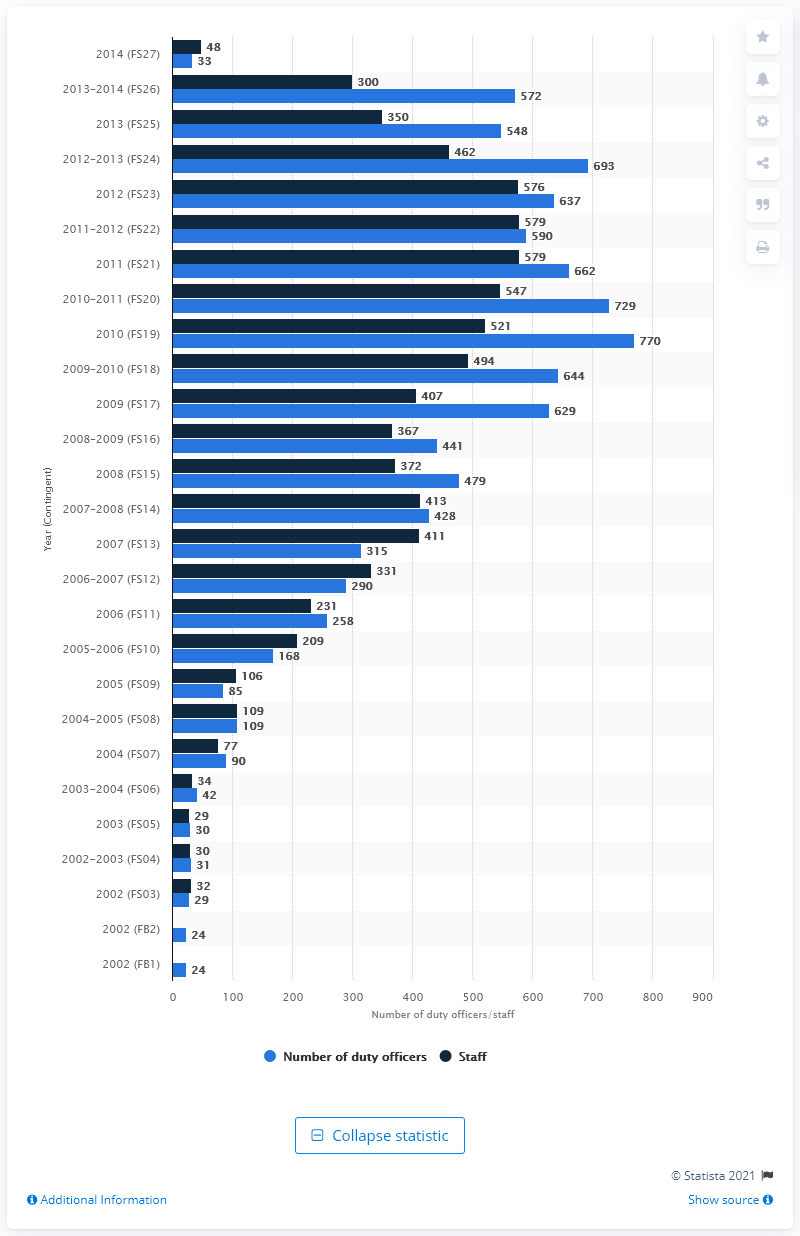 2014 (FS27)
48
33
2013–2014 (FS26)
300
572
2013 (FS25)
350
548
2012–2013 (FS24)
462
693
2012 (FS23)
576
637
2011–2012 (FS22)
579
590
2011 (FS21)
579
662
2010–2011 (FS20)
547
729
2010 (FS19)
521
770
2009–2010 (FS18)
494
644
2009 (FS17)
407
629
2008–2009 (FS16)
367
441
2008 (FS15)
372
479
2007–2008 (FS14)
413
428
2007 (FS13)
411
315
2006–2007 (FS12)
331
290
2006 (FS11)
231
258
2005–2006 (FS10)
209
168
2005 (FS09)
106
85
2004–2005 (FS08)
109
109
2004 (FS07)
77
90
2003–2004 (FS06)
34
42
2003 (FS05)
29
30
2002–2003 (FS04)
30
31
2002 (FS03)
32
29
2002 (FB2)
24
2002 (FB1)
24
Year (Contingent)
0 100 200 300 400 500 600 700 800 900
Number of duty officers/staff
Number of duty officers Staff
Collapse statistic
© Statista 2021
Additional Information
Show source